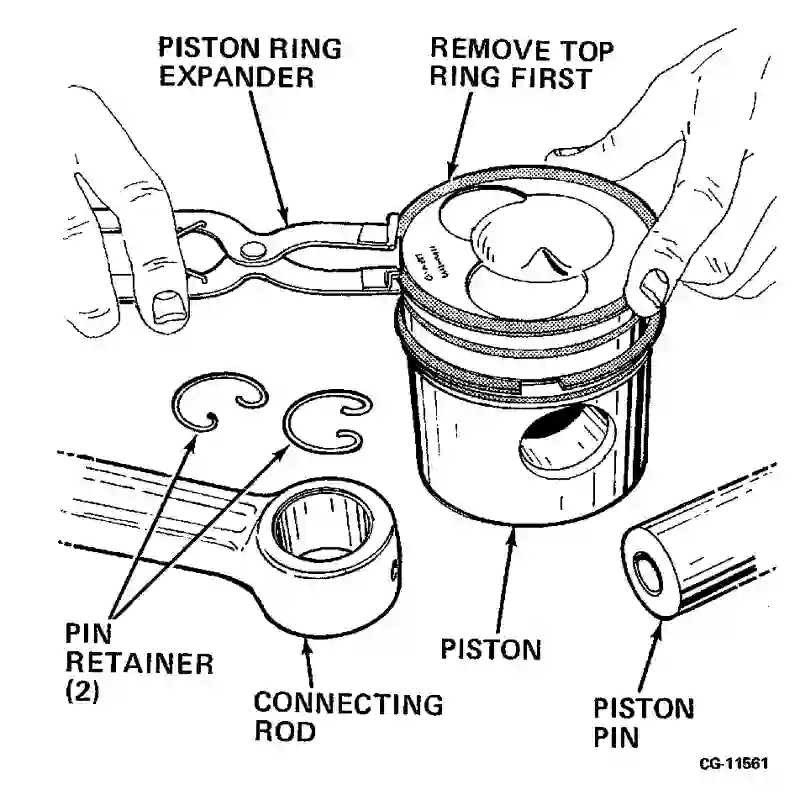 PISTON RING
EXPANDER
REMOVE TOP
RING FIRST
PIN
RETAINER
(2)
CONNECTING
ROD
PISTON
PISTON
PIN
CG-11561